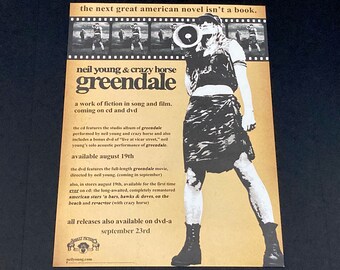 the next great american novel isn't a book.
neil young & crazy horse
greendale
a work of fiction in song and film.
coming on cd and dvd
the cd features the studio album of greendale
performed by neil young and crazy horse and also
includes a bonus dvd of "live at vicar street," neil
young's solo acoustic performance of greendale.
available august 19th
the dvd features the full-length greendale movie,
directed by neil young. (coming in september)
also, in stores august 19th, available for the first time
ever on cd: the long-awaited, completely remastered
american stars 'n bars, hawks & doves, on the
beach and re·ac·tor (with crazy horse)
all releases also available on dvd-a
september 23rd
neilyoung.com